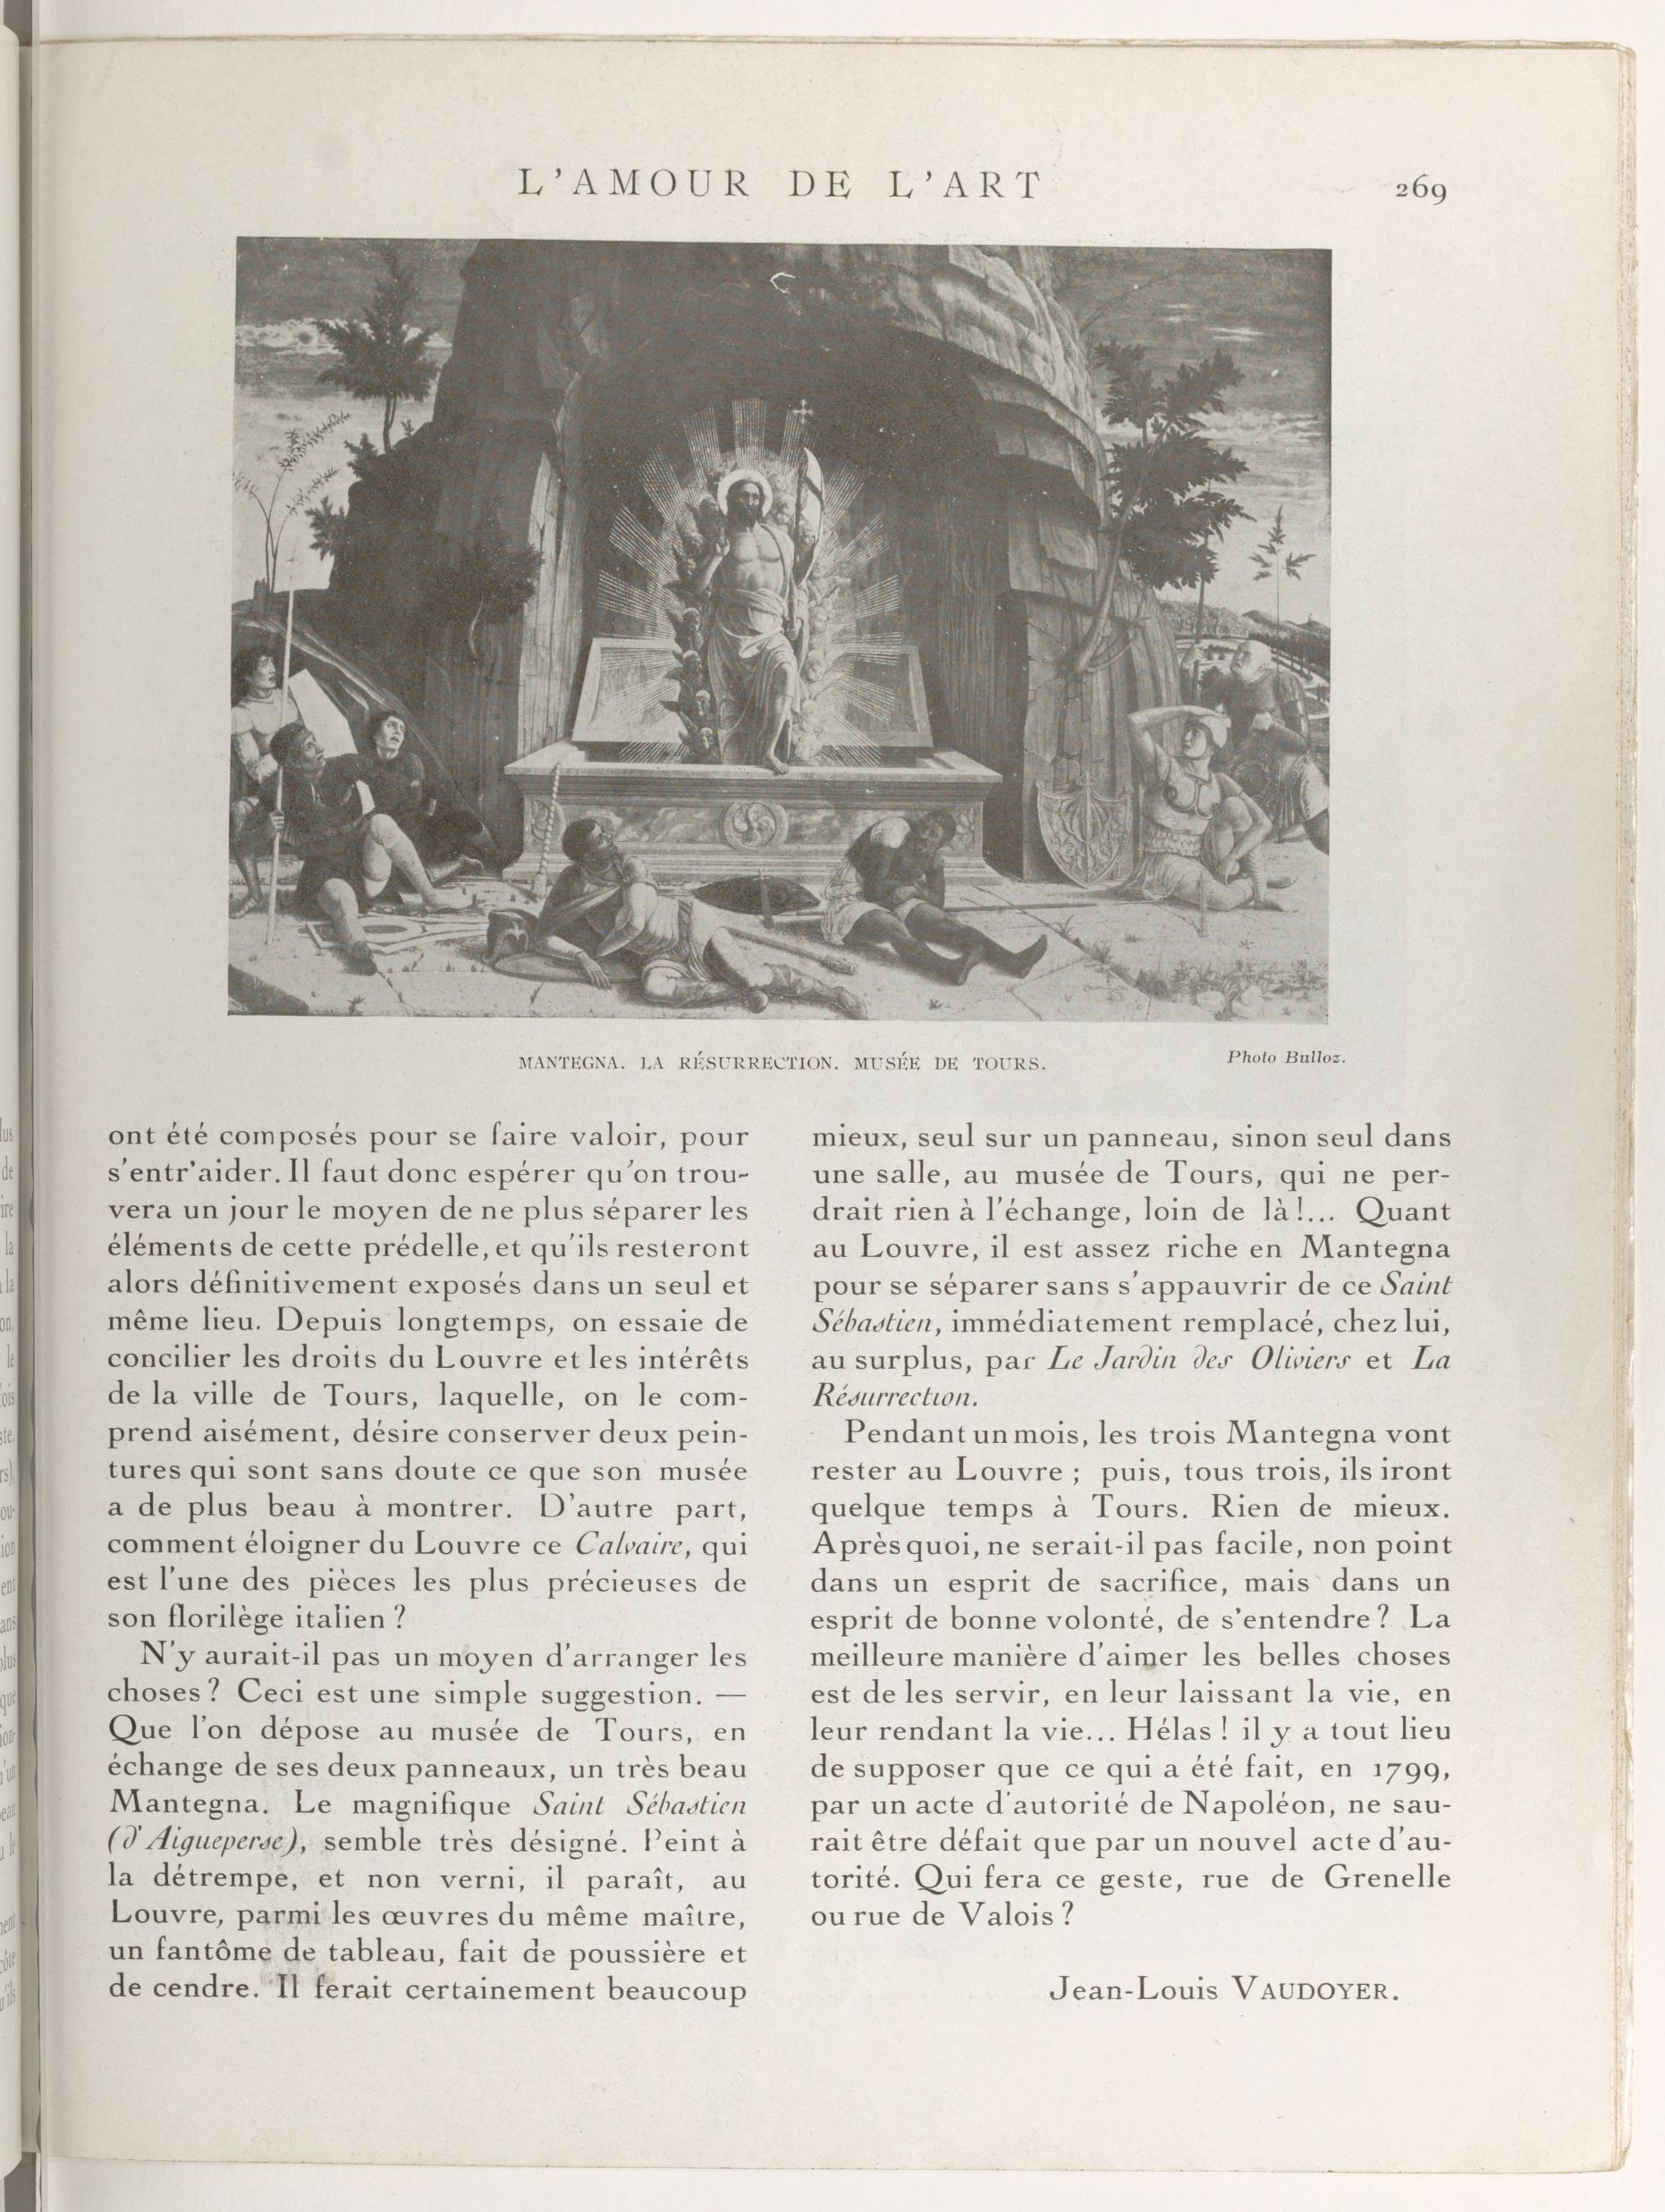 L'AMOUR DE L'ART
269
MANTEGNA. LA RÉSURRECTION. MUSÉE DE TOURS.
Photo Bulloz.
ont été composés pour se faire valoir, pour
s'entr'aider. Il faut donc espérer qu'on trou-
vera un jour le moyen de ne plus séparer les
éléments de cette prédelle, et qu'ils resteront
alors définitivement exposés dans un seul et
même lieu. Depuis longtemps, on essaie de
concilier les droits du Louvre et les intérêts
de la ville de Tours, laquelle, on le com-
prend aisément, désire conserver deux pein-
tures qui sont sans doute ce que son musée
a de plus beau à montrer. D'autre part,
comment éloigner du Louvre ce Calvaire, qui
est l'une des pièces les plus précieuses de
son florilège italien ?
N'y aurait-il pas un moyen d'arranger les
choses ? Ceci est une simple suggestion. —
Que l'on dépose au musée de Tours, en
échange de ses deux panneaux, un très beau
Mantegna. Le magnifique Saint Sébastien
(d'Aigueperse), semble très désigné. Peint à
la détrempe, et non verni, il paraît, au
Louvre, parmi les œuvres du même maître,
un fantôme de tableau, fait de poussière et
de cendre. Il ferait certainement beaucoup
mieux, seul sur un panneau, sinon seul dans
une salle, au musée de Tours, qui ne per-
drait rien à l'échange, loin de là !... Quant
au Louvre, il est assez riche en Mantegna
pour se séparer sans s'appauvrir de ce Saint
Sébastien, immédiatement remplacé, chez lui,
au surplus, par Le Jardin des Oliviers et La
Résurrection.
Pendant un mois, les trois Mantegna vont
rester au Louvre ; puis, tous trois, ils iront
quelque temps à Tours. Rien de mieux.
Après quoi, ne serait-il pas facile, non point
dans un esprit de sacrifice, mais dans un
esprit de bonne volonté, de s'entendre ? La
meilleure manière d'aimer les belles choses
est de les servir, en leur laissant la vie, en
leur rendant la vie... Hélas ! il y a tout lieu
de supposer que ce qui a été fait, en 1799,
par un acte d'autorité de Napoléon, ne sau-
rait être défait que par un nouvel acte d'au-
torité. Qui fera ce geste, rue de Grenelle
ou rue de Valois ?
Jean-Louis VAUDOYER.